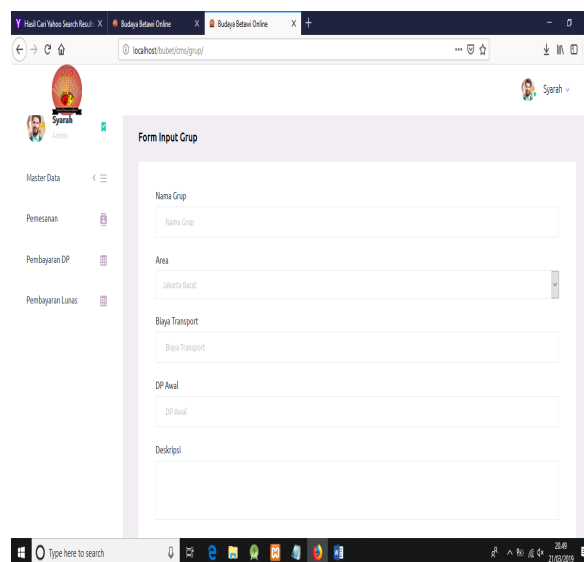 Hasil Cari Yahoo Search Result
Budaya Betawi Online
Budaya Betawi Online
localhost/bubet/cms/grup/
Syarah
Syarah
Admin
Form Input Grup
Master Data
Nama Grup
Nama Grup
Pemesanan
Pembayaran DP
Area
Jakarta Barat
Pembayaran Lunas
Biaya Transport
Biaya Transport
DP Awal
DP Awal
Deskripsi
Type here to search
20.49
21/03/2019